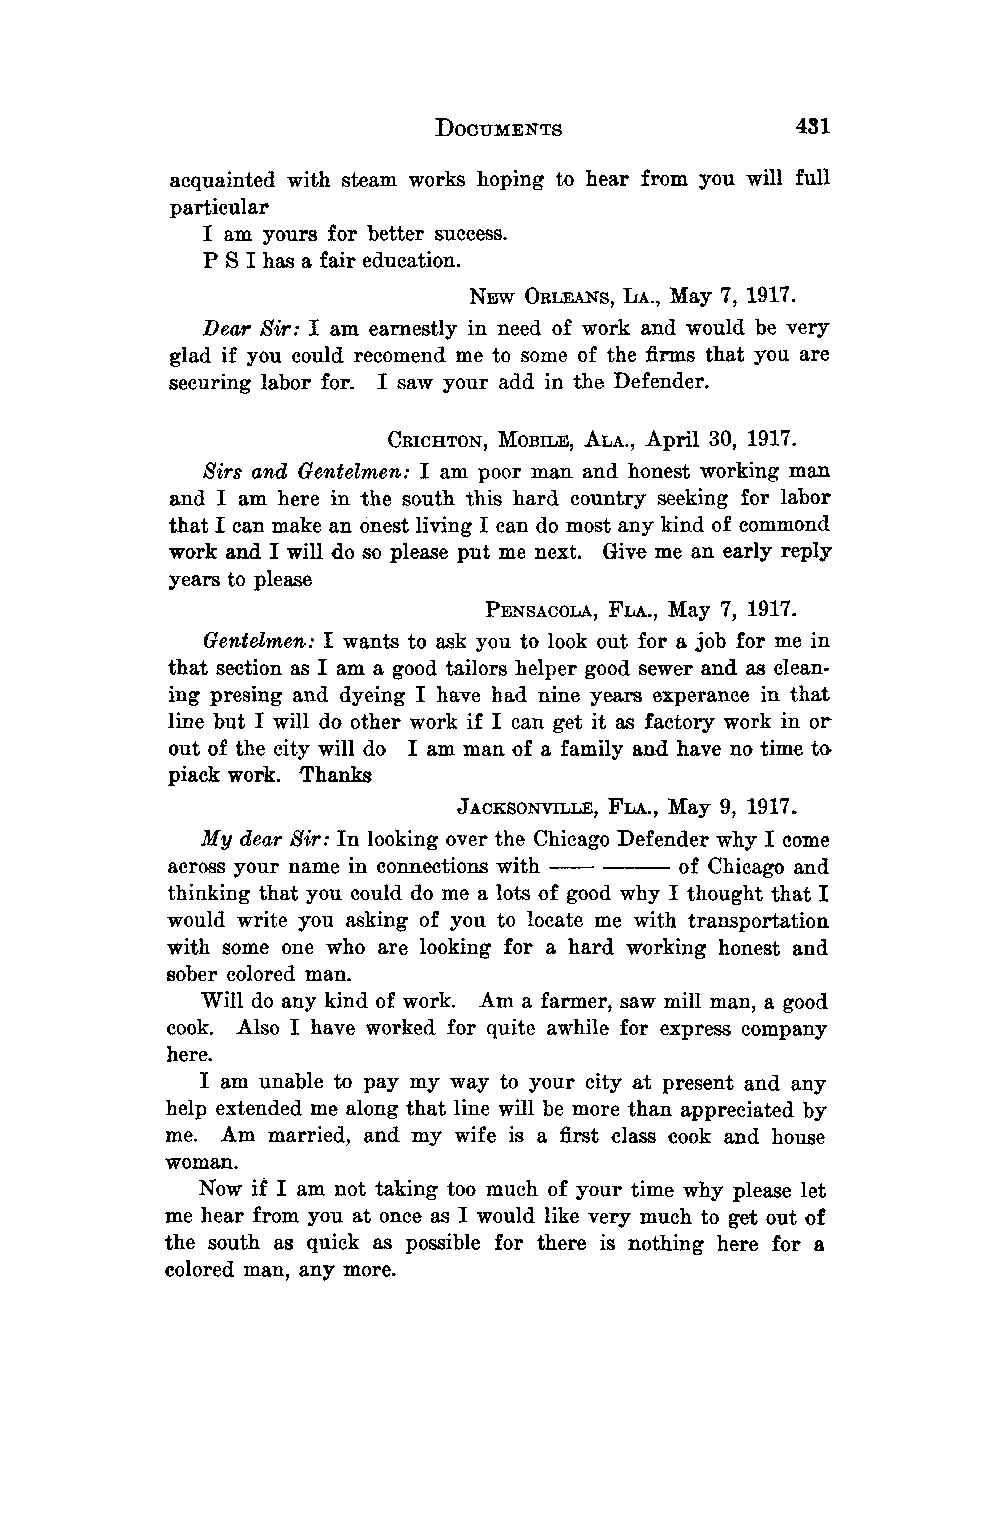 DOCUMENTS 431
acquainted with steam works hoping to hear from you will full
particular
I am yours for better success.
P S I has a fair education.
NEW ORLEANS, LA., May 7, 1917.
Dear Sir: I am earnestly in need of work and would be very
glad if you could recomend me to some of the firms that you are
securing labor for. I saw your add in the Defender.
CRICHTON, MOBILE, ALA., April 30, 1917.
Sirs and Gentelmen: I am poor man and honest working man
and I am here in the south this hard country seeking for labor
that I can make an onest living I can do most any kind of commond
work and I will do so please put me next. Give me an early reply
years to please
PENSACOLA, FLA., May 7, 1917.
Gentelmen: I wants to ask you to look out for a job for me in
that section as I am a good tailors helper good sewer and as clean-
ing presing and dyeing I have had nine years experance in that
line but I will do other work if I can get it as factory work in or
out of the city will do I am man of a family and have no time to
piack work. Thanks
JACKSONVILLE, FLA., May 9, 1917.
My dear Sir: In looking over the Chicago Defender why I come
across your name in connections with —— —— of Chicago and
thinking that you could do me a lots of good why I thought that I
would write you asking of you to locate me with transportation
with some one who are looking for a hard working honest and
sober colored man.
Will do any kind of work. Am a farmer, saw mill man, a good
cook. Also I have worked for quite awhile for express company
here.
I am unable to pay my way to your city at present and any
help extended me along that line will be more than appreciated by
me. Am married, and my wife is a first class cook and house
woman.
Now if I am not taking too much of your time why please let
me hear from you at once as I would like very much to get out of
the south as quick as possible for there is nothing here for a
colored man, any more.